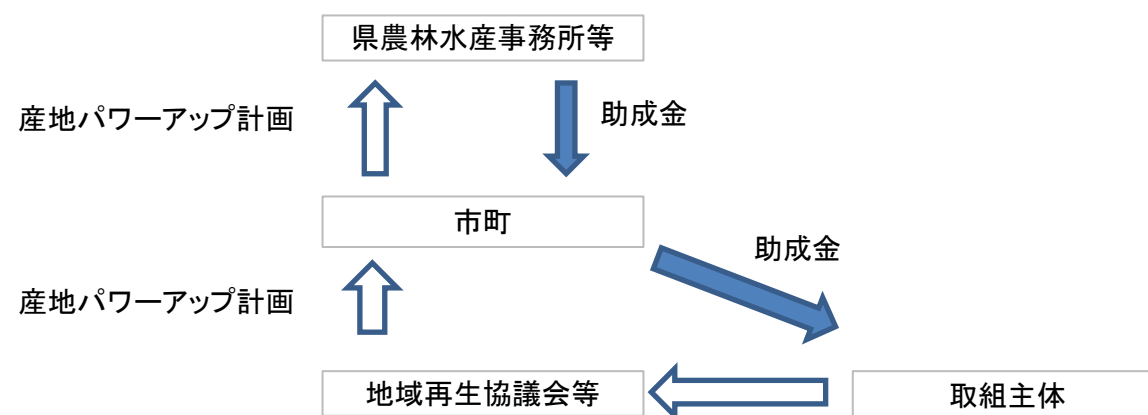 県農林水産事務所等
産地パワーアップ計画
助成金
市町
助成金
産地パワーアップ計画
地域再生協議会等
取組主体